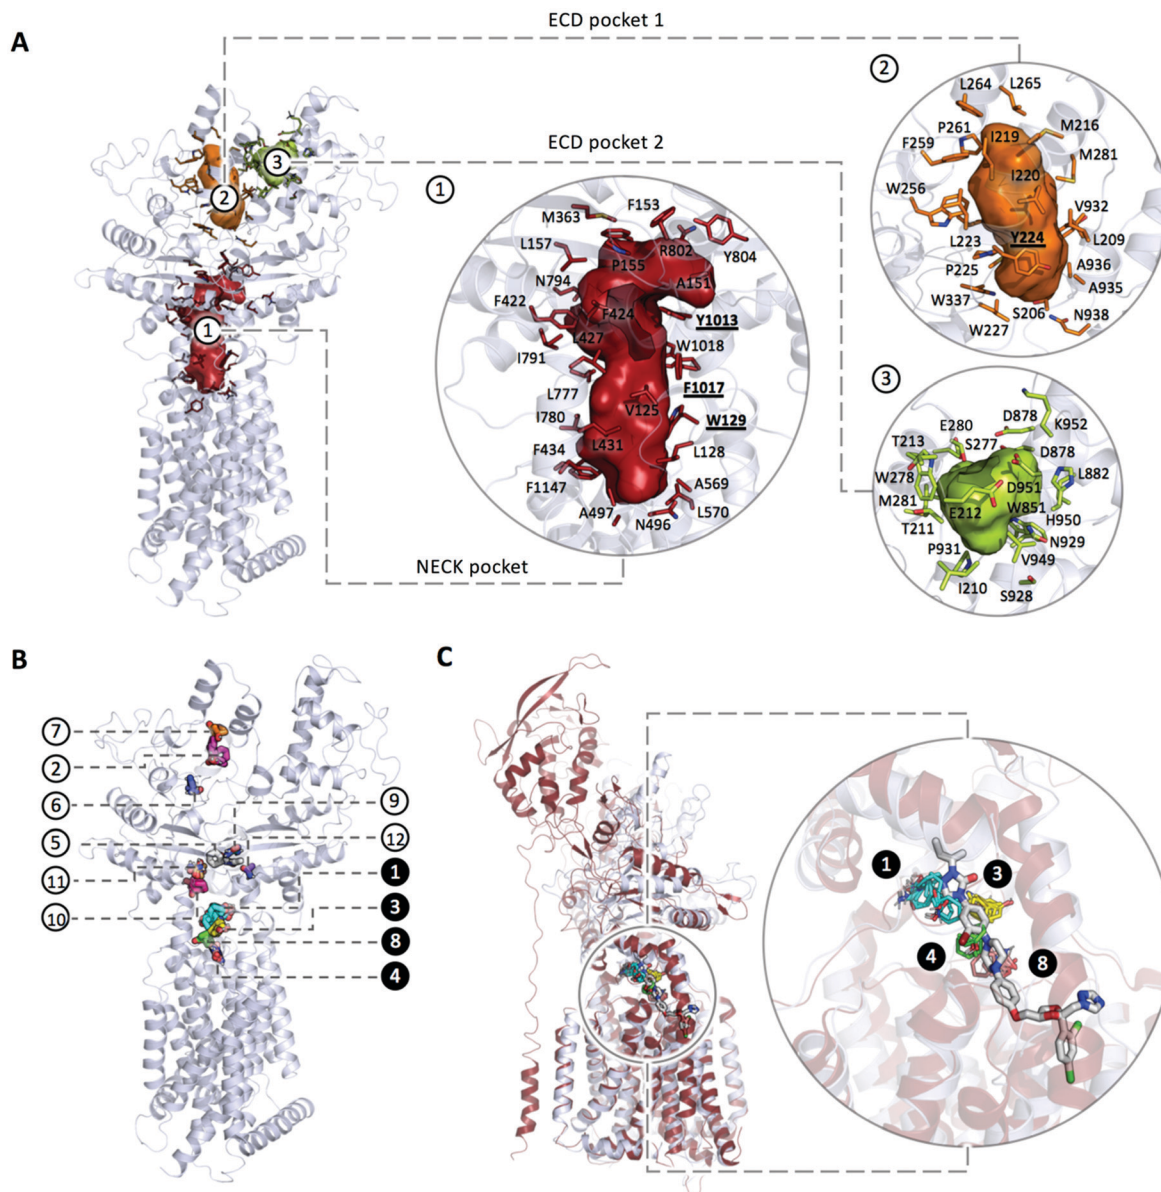 A
ECD pocket 1
ECD pocket 2
NECK pocket
3
2
1
1
M363
F153
L157
P155
R802
Y804
N794
A151
F422
F424
Y1013
L427
I791
W1018
L777
F1017
V125
I780
W129
L431
F434
L128
F1147
A569
A497
N496
L570
2
L264
L265
P261
I219
M216
F259
M281
I220
W256
V932
L223
Y224
L209
P225
A936
W337
A935
S206
N938
W227
3
D878
K952
E280
T213
S277
D878
W278
L882
D951
M281
E212
W851
T211
H950
N929
P931
V949
I210
S928
B
7
2
6
9
5
12
11
1
10
3
8
4
C
1
3
4
8